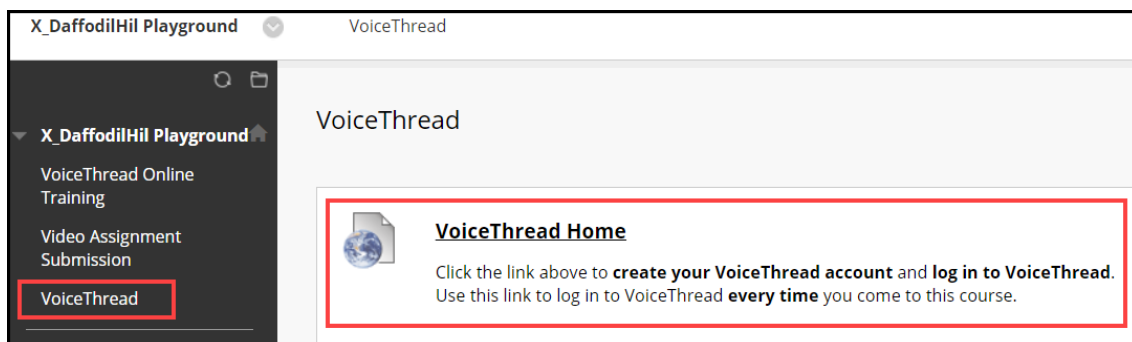 X_DaffodilHil Playground
VoiceThread
X_DaffodilHil Playground
VoiceThread Online
Training
Video Assignment
Submission
VoiceThread
VoiceThread
VoiceThread Home
Click the link above to create your VoiceThread account and log in to VoiceThread.
Use this link to log in to VoiceThread every time you come to this course.